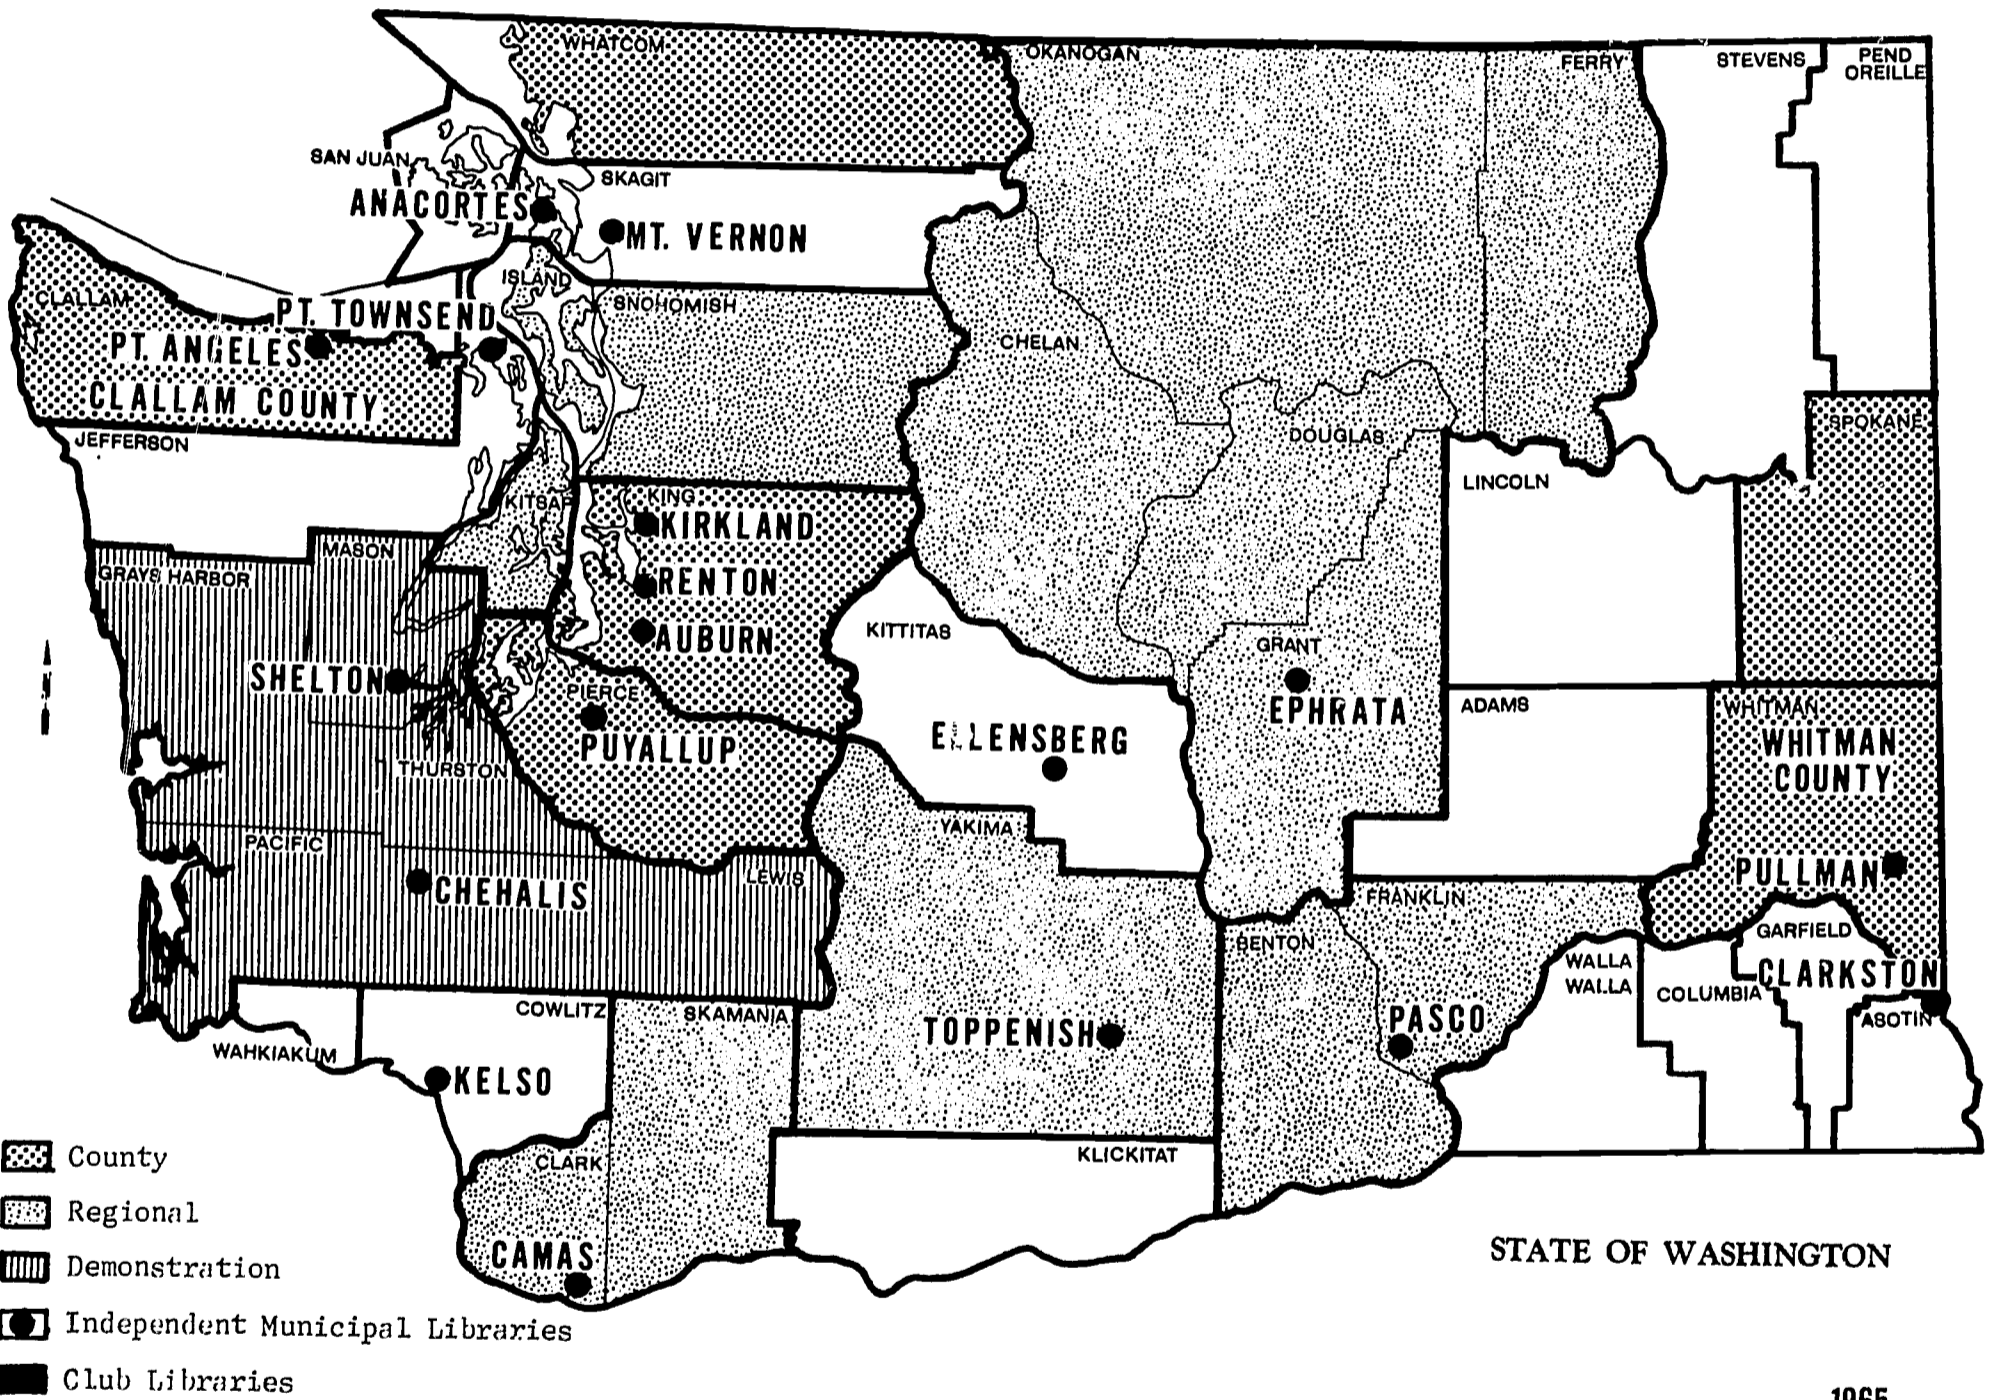 WHATCOM
OKANOGAN
FERRY
STEVENS
PEND
OREILLE
SAN JUAN
SKAGIT
ANACORTES
MT. VERNON
ISLAND
CLALLAM
SNOHOMISH
PT. TOWNSEND
PT. ANGELES
CHELAN
CLALLAM COUNTY
SPOKANE
JEFFERSON
DOUGLAS
LINCOLN
KITSAP
KING
KIRKLAND
MASON
GRAYS HARBOR
RENTON
KITTITAS
AUBURN
GRANT
SHELTON
PIERCE
EPHRATA
ADAMS
WHITMAN
WHITMAN
COUNTY
ELLENSBERG
PUYALLUP
THURSTON
YAKIMA
PACIFIC
LEWIS
CHEHALIS
PULLMAN
FRANKLIN
GARFIELD
BENTON
WALLA
WALLA
CLARKSTON
COLUMBIA
COWLITZ
SKAMANIA
PASCO
ASOTIN
TOPPENISH
WAHKIAKUM
KELSO
N
CLARK
KLICKITAT
CAMAS
County
Regional
Demonstration
Independent Municipal Libraries
Club Libraries
STATE OF WASHINGTON
1965